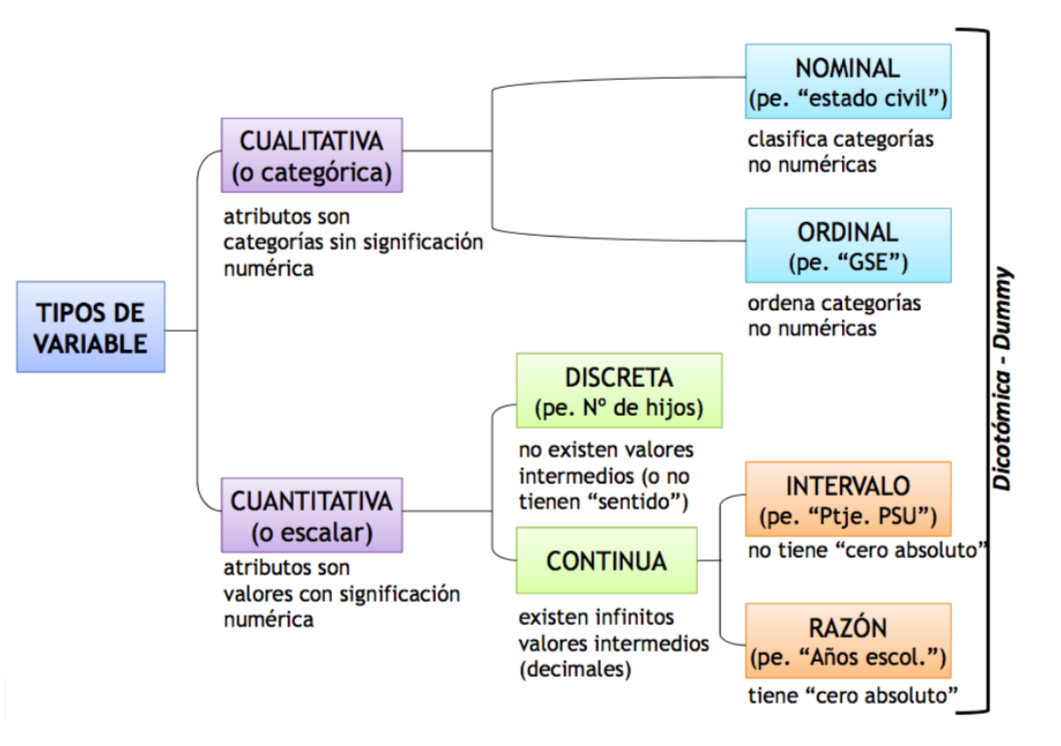 TIPOS DE
VARIABLE
CUALITATIVA
(o categórica)
atributos son
categorías sin significación
numérica
NOMINAL
(pe. “estado civil”)
clasifica categorías
no numéricas
ORDINAL
(pe. “GSE”)
ordena categorías
no numéricas
CUANTITATIVA
(o escalar)
atributos son
valores con significación
numérica
DISCRETA
(pe. Nº de hijos)
no existen valores
intermedios (o no
tienen “sentido”)
CONTINUA
existen infinitos
valores intermedios
(decimales)
INTERVALO
(pe. “Ptje. PSU”)
no tiene “cero absoluto”
RAZÓN
(pe. “Años escol.”)
tiene “cero absoluto”
Dicotómica - Dummy